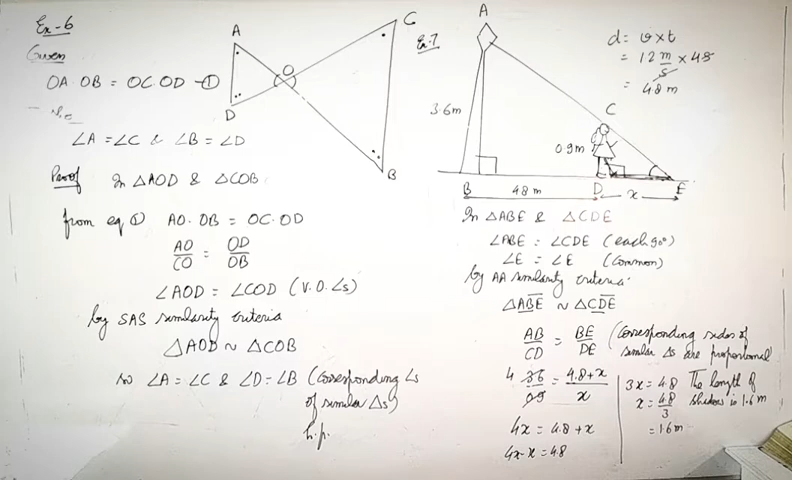 Ex-6
Given
OA OB = OC.OD -①
∠A = ∠C & ∠B = ∠D
Proof In △AOD & △COB
from eq ① AO. OB = OC. OD
AO/CO = OD/OB
∠AOD = ∠COD (V.O.∠s)
by SAS similarity criteria
△AOD ~ △COB
so ∠A = ∠C & ∠D = ∠B (Corresponding ∠s
of similar △s)
h.p.
A
C
O
D
B
Ex-7
A
3.6m
C
0.9m
B
4.8 m
D
x
E
d = v x t
= 1.2 m/s x 4 s
= 4.8 m
In △ABE & △CDE
∠ABE = ∠CDE (each 90°)
∠E = ∠E (Common)
by AA similarity criteria
△ABE ~ △CDE
AB/CD = BE/DE (Corresponding sides of
similar △s are proportional)
4 3.6/0.9 = 4.8+x/x
4x = 4.8 + x
4x-x = 4.8
3x = 4.8
x = 4.8/3
= 1.6m
The length of
shadow is 1.6 m